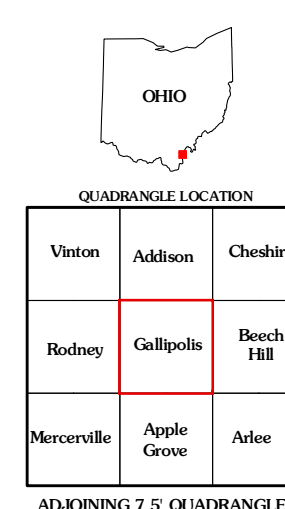 OHIO
QUADRANGLE LOCATION
Vinton Addison Cheshir
Rodney Gallipolis Beech Hill
Mercerville Apple Grove Arlee
ADJOINING 7.5' QUADRANGLE